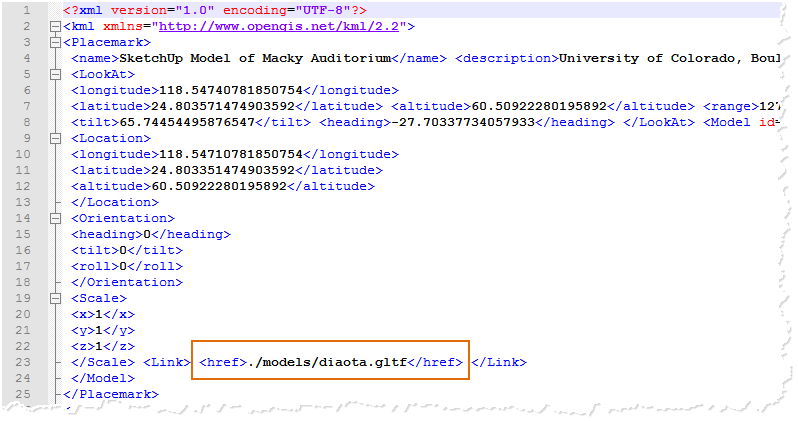 1 <?xml version="1.0" encoding="UTF-8"?>
2 <kml xmlns="http://www.opengis.net/kml/2.2">
3 <Placemark>
4 <name>SketchUp Model of Macky Auditorium</name> <description>University of Colorado, Boul
5 <LookAt>
6 <longitude>118.54740781850754</longitude>
7 <latitude>24.803571474903592</latitude> <altitude>60.50922280195892</altitude> <range>127
8 <tilt>65.74454495876547</tilt> <heading>-27.70337734057933</heading> </LookAt> <Model id=
9 <Location>
10 <longitude>118.54710781850754</longitude>
11 <latitude>24.803351474903592</latitude>
12 <altitude>60.50922280195892</altitude>
13 </Location>
14 <Orientation>
15 <heading>0</heading>
16 <tilt>0</tilt>
17 <roll>0</roll>
18 </Orientation>
19 <Scale>
20 <x>1</x>
21 <y>1</y>
22 <z>1</z>
23 </Scale> <Link> <href>./models/diaota.gltf</href> </Link>
24 </Model>
25 </Placemark>